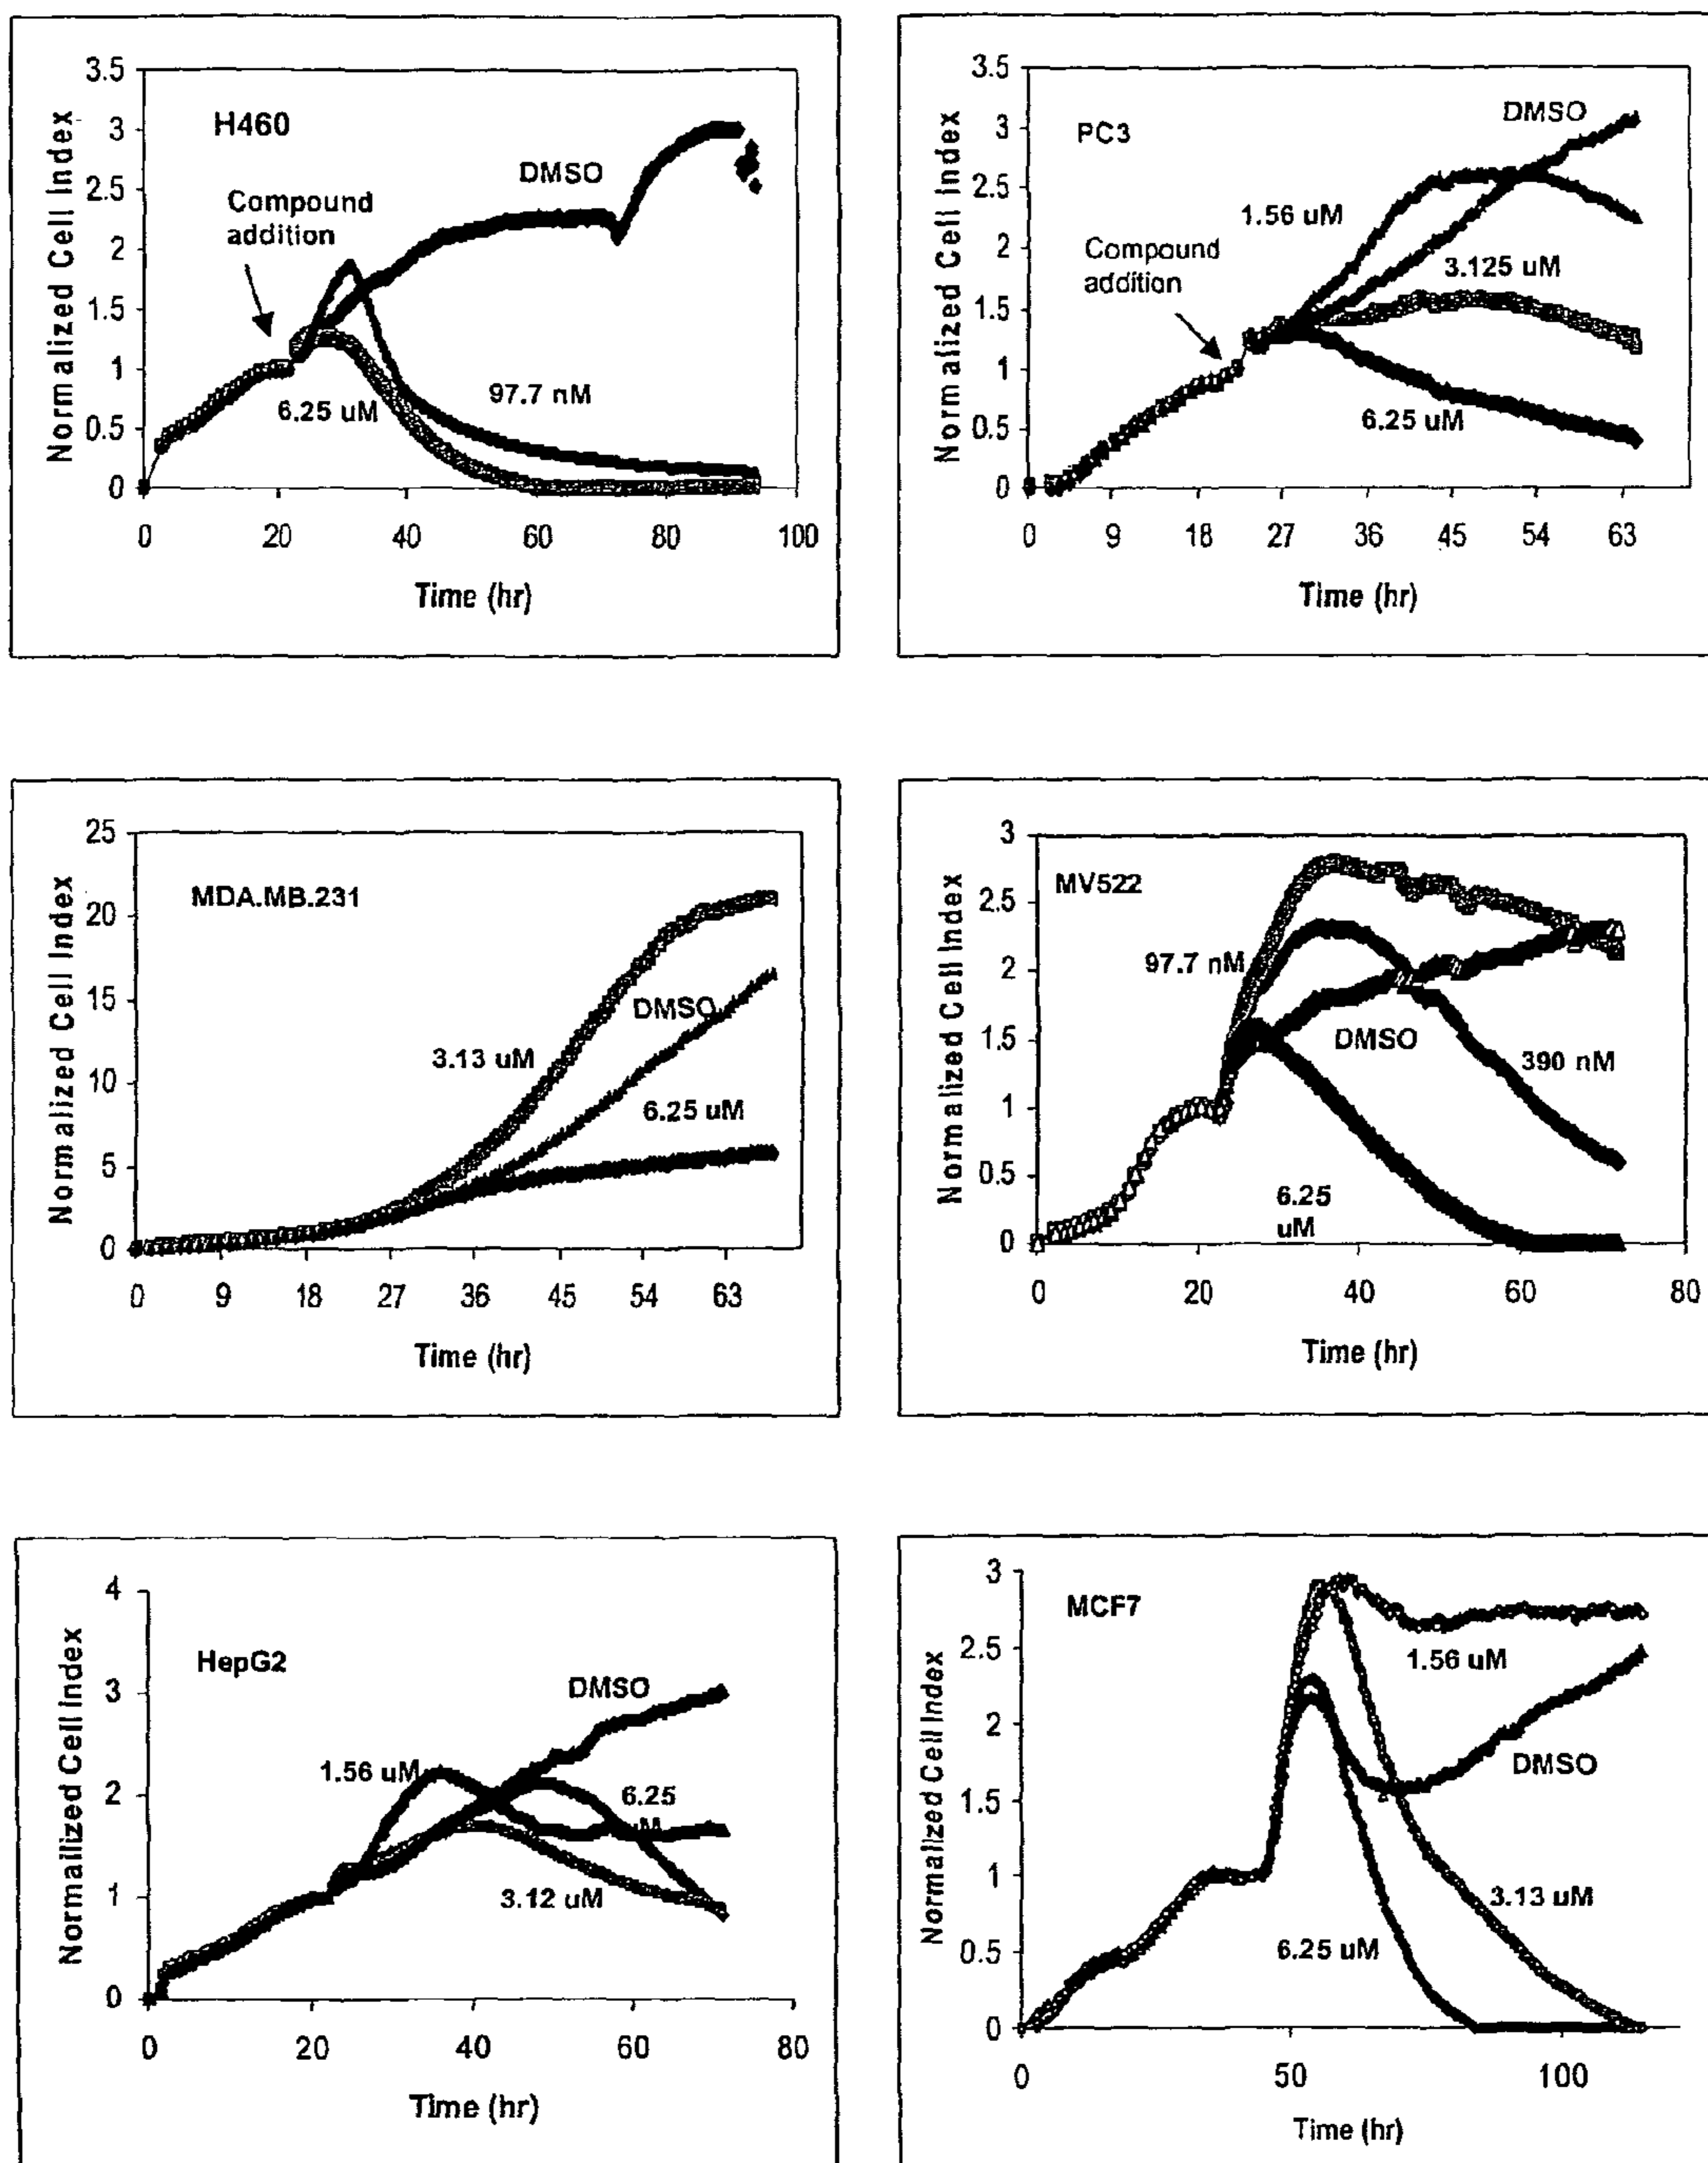 H460
Normalized Cell Index
3.5
3
2.5
2
1.5
1
0.5
0
Compound
addition
DMSO
6.25 uM
97.7 nM
0 20 40 60 80 100
Time (hr)
PC3
Normalized Cell Index
3.5
3
2.5
2
1.5
1
0.5
0
DMSO
1.56 uM
Compound
addition
3.125 uM
6.25 uM
0 9 18 27 36 45 54 63
Time (hr)
MDA.MB.231
Normalized Cell Index
25
20
15
10
5
0
DMSO
3.13 uM
6.25 uM
0 9 18 27 36 45 54 63
Time (hr)
MV522
Normalized Cell Index
3
2.5
2
1.5
1
0.5
0
97.7 nM
DMSO
390 nM
6.25
uM
0 20 40 60 80
Time (hr)
HepG2
Normalized Cell Index
4
3
2
1
0
DMSO
1.56 uM
6.25
uM
3.12 uM
0 20 40 60 80
Time (hr)
MCF7
Normalized Cell Index
3
2.5
2
1.5
1
0.5
0
1.56 uM
DMSO
3.13 uM
6.25 uM
0 50 100
Time (hr)